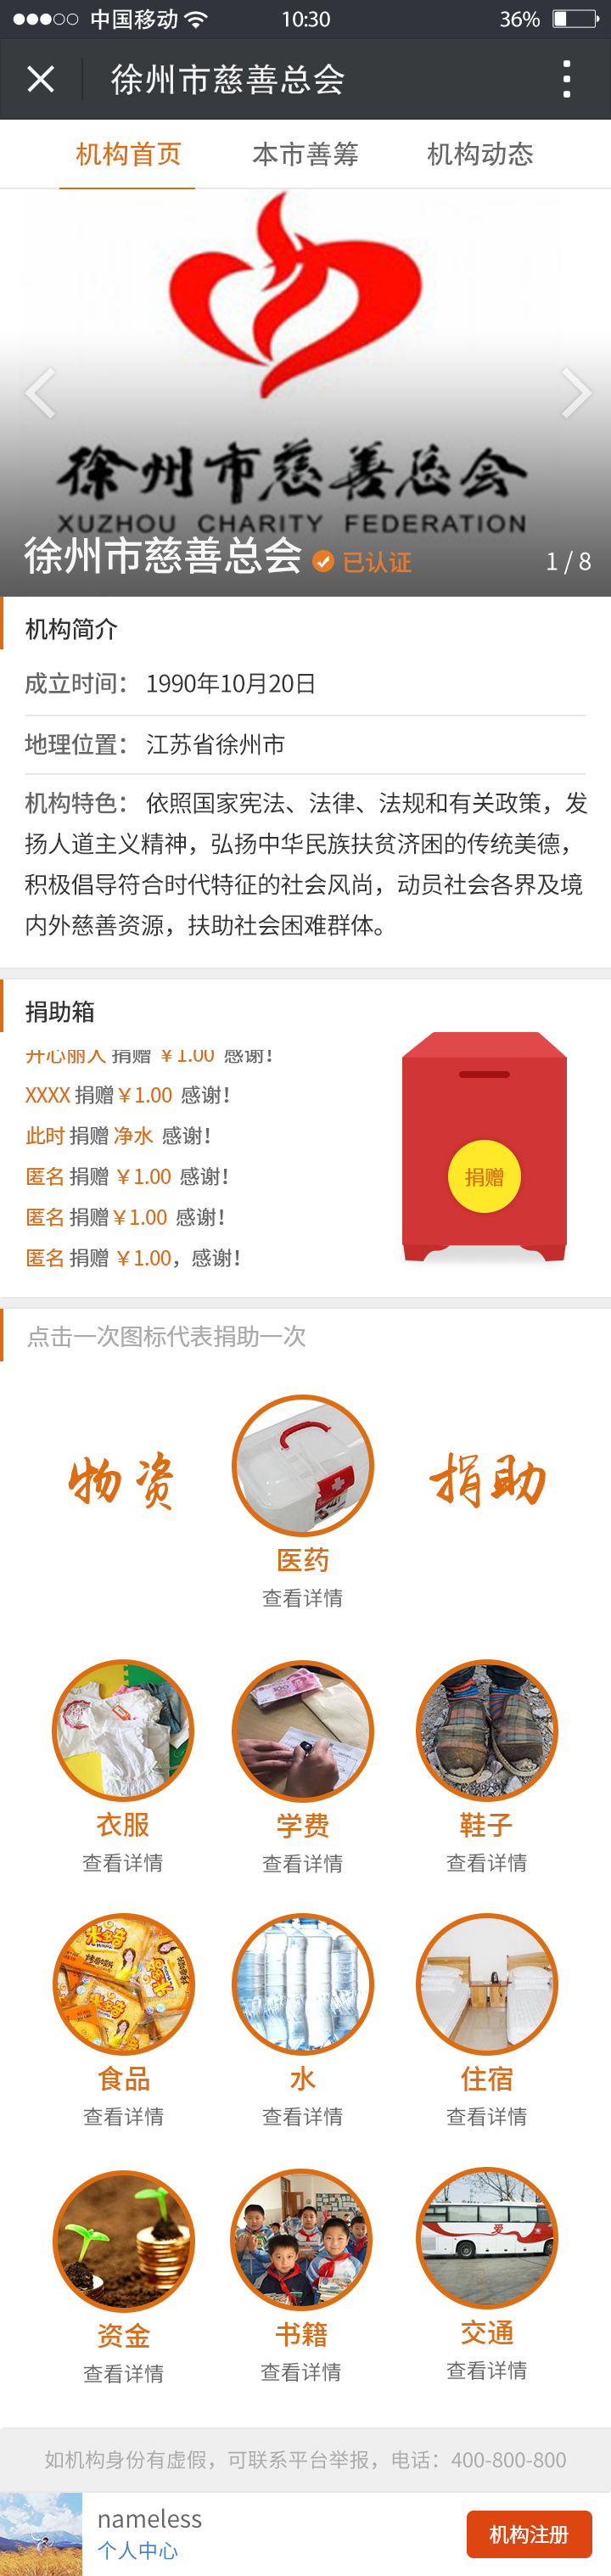 中国移动 10:30 36%
徐州市慈善总会
机构首页 本市善筹 机构动态
徐州市慈善总会
XUZHOU CHARITY FEDERATION
徐州市慈善总会 已认证 1 / 8
机构简介
成立时间： 1990年10月20日
地理位置： 江苏省徐州市
机构特色： 依照国家宪法、法律、法规和有关政策，发
扬人道主义精神，弘扬中华民族扶贫济困的传统美德，
积极倡导符合时代特征的社会风尚，动员社会各界及境
内外慈善资源，扶助社会困难群体。
捐助箱
开心丽人 捐赠 ￥1.00 感谢！
XXXX 捐赠￥1.00 感谢！
此时 捐赠 净水 感谢！
匿名 捐赠 ￥1.00 感谢！
匿名 捐赠￥1.00 感谢！
匿名 捐赠 ￥1.00，感谢！
捐赠
点击一次图标代表捐助一次
物资 捐助
医药
查看详情
衣服 学费 鞋子
查看详情 查看详情 查看详情
食品 水 住宿
查看详情 查看详情 查看详情
爱
资金 书籍 交通
查看详情 查看详情 查看详情
如机构身份有虚假，可联系平台举报，电话：400-800-800
nameless
个人中心
机构注册